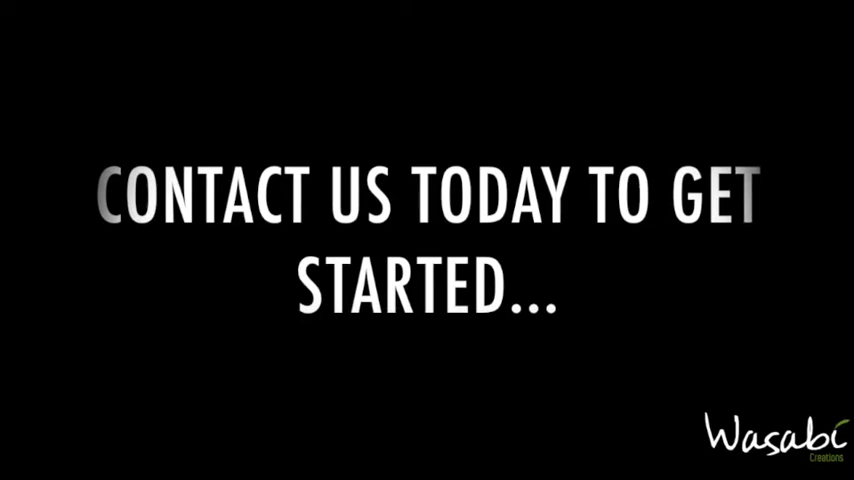 CONTACT US TODAY TO GET
STARTED...
Wasabi
Creations